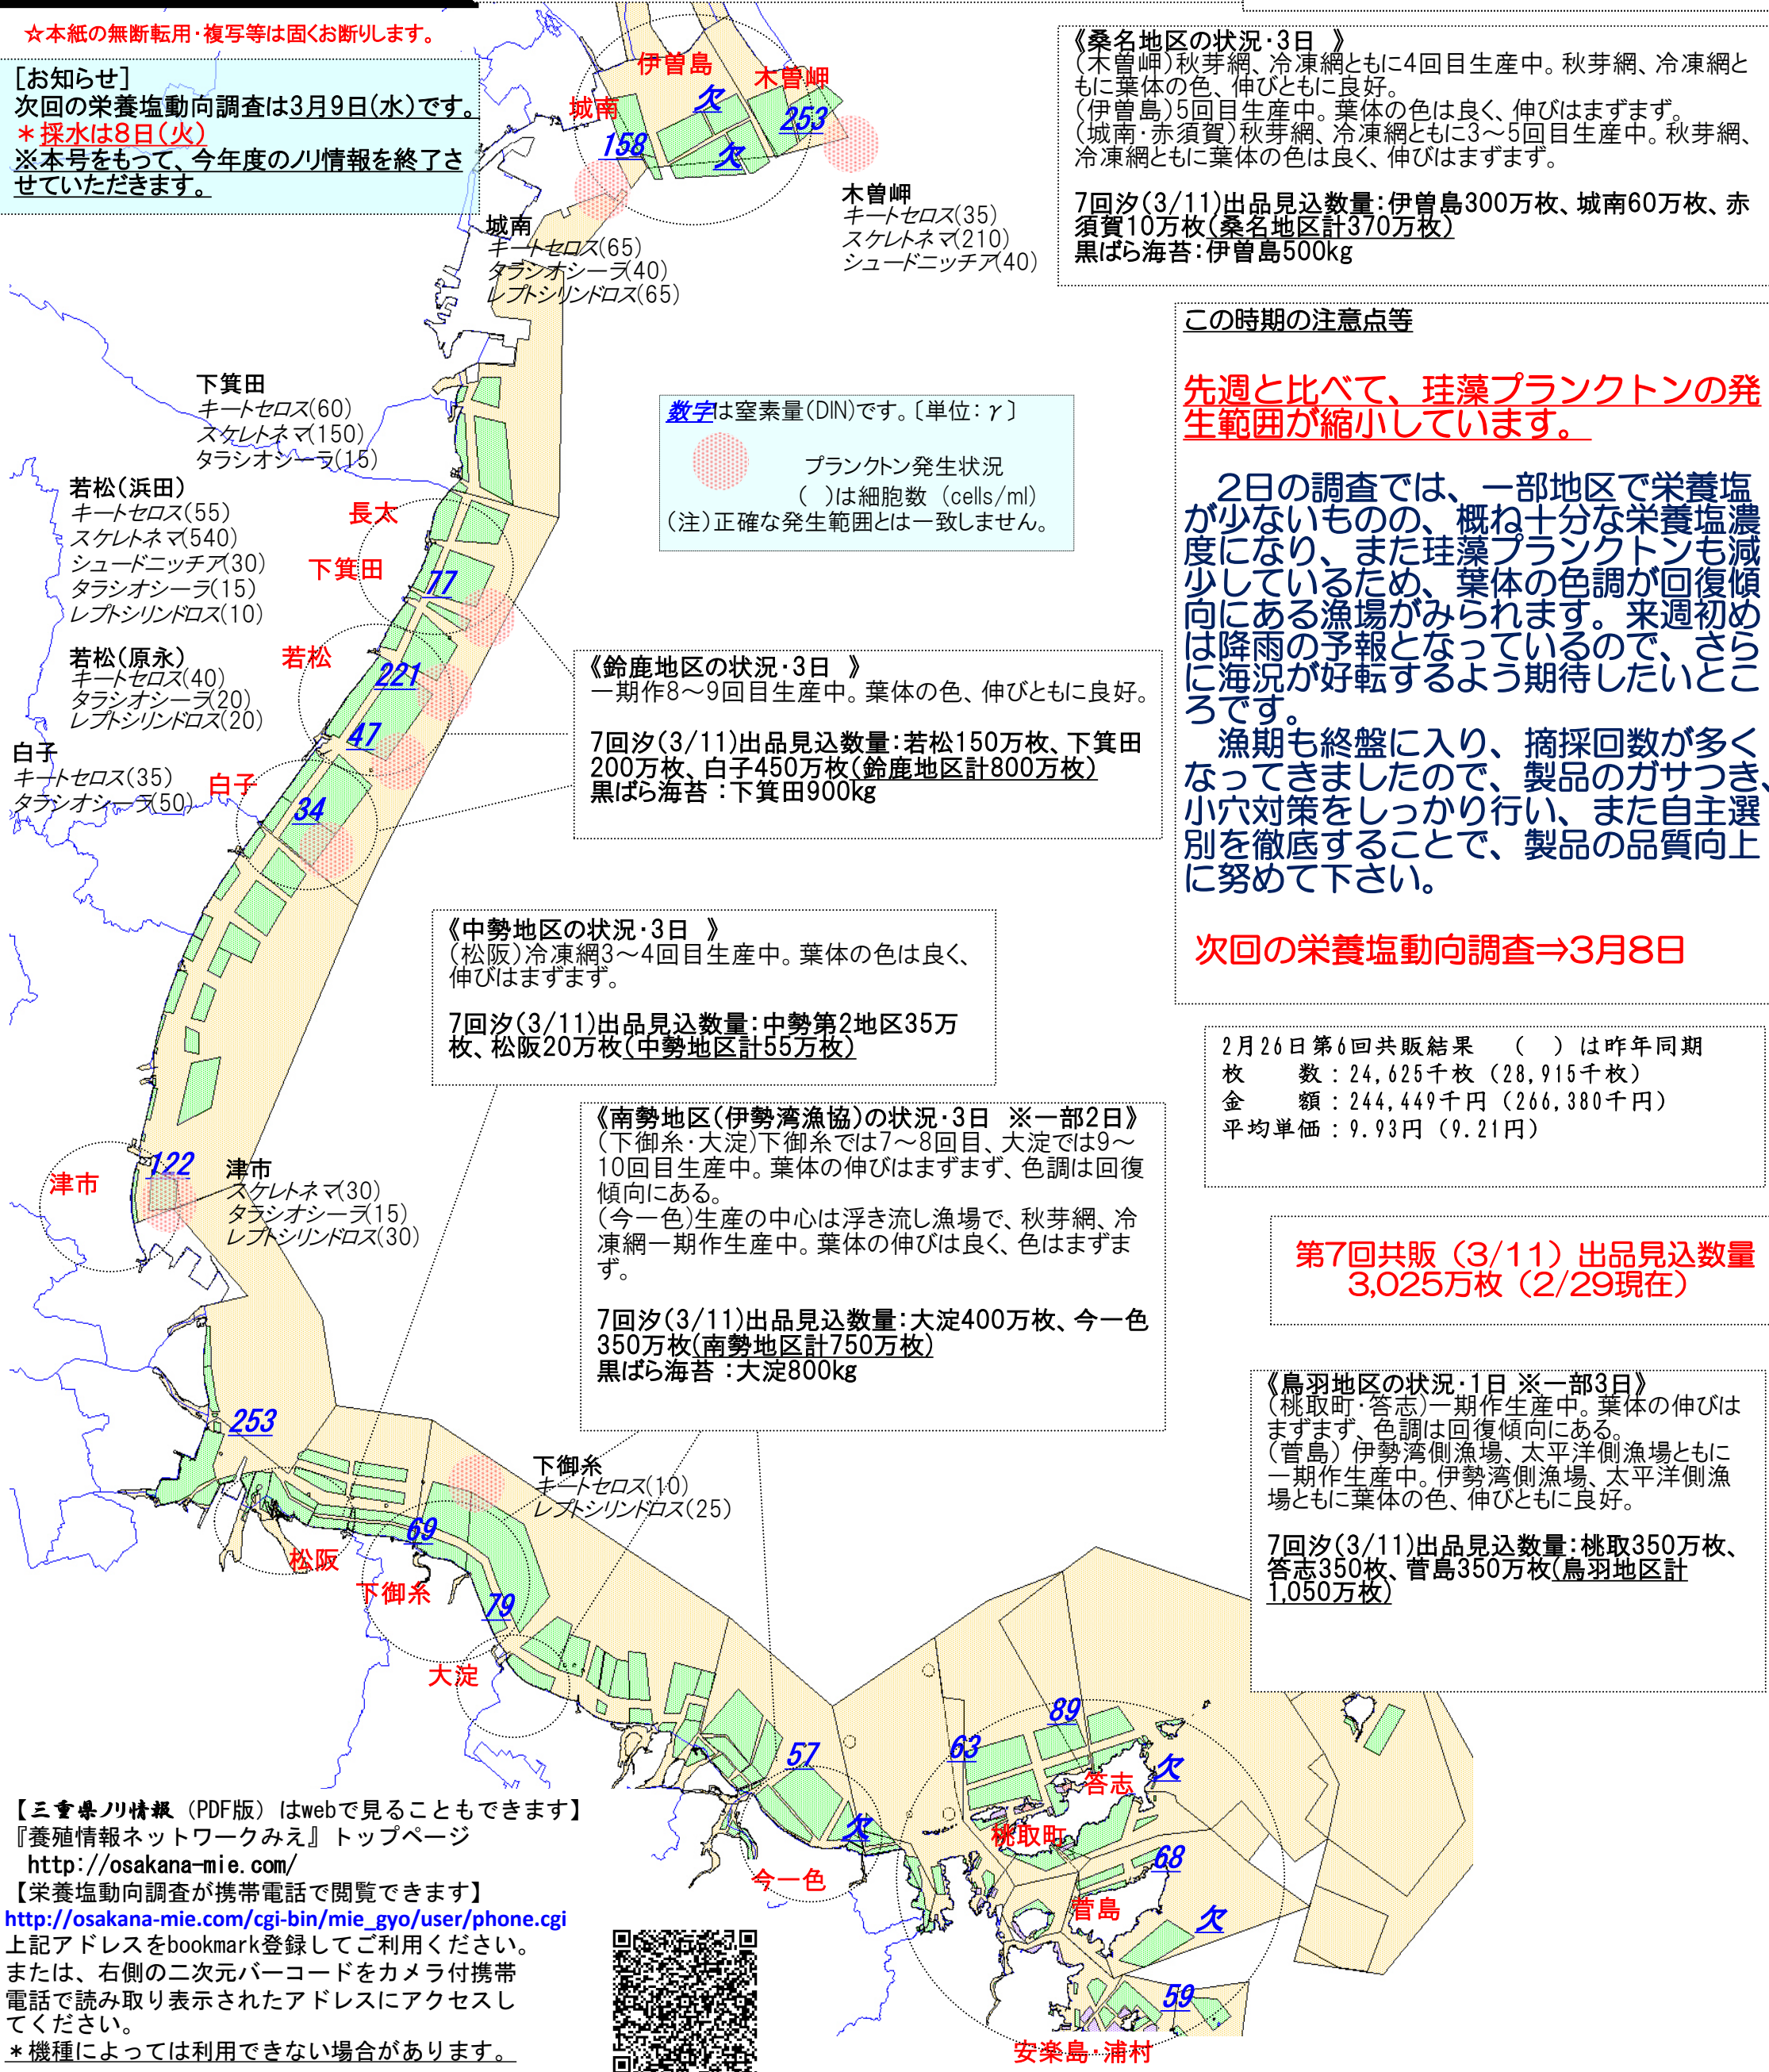 ☆本紙の無断転用・複写等は固くお断りします。
[お知らせ]
次回の栄養塩動向調査は3月9日(水)です。
＊採水は8日(火)
※本号をもって、今年度のノリ情報を終了さ
せていただきます。
伊曽島
木曽岬
城南
欠
253
158
欠
木曽岬
キートセロス(35)
スケレトネマ(210)
シュードニッチア(40)
城南
キートセロス(65)
タラシオシーラ(40)
レプトシリンドロス(65)
《桑名地区の状況・3日 》
(木曽岬)秋芽網、冷凍網ともに4回目生産中。秋芽網、冷凍網と
もに葉体の色、伸びともに良好。
(伊曽島)5回目生産中。葉体の色は良く、伸びはまずまず。
(城南・赤須賀)秋芽網、冷凍網ともに3～5回目生産中。秋芽網、
冷凍網ともに葉体の色は良く、伸びはまずまず。
7回汐(3/11)出品見込数量:伊曽島300万枚、城南60万枚、赤
須賀10万枚(桑名地区計370万枚)
黒ばら海苔:伊曽島500kg
この時期の注意点等
先週と比べて、珪藻プランクトンの発
生範囲が縮小しています。
2日の調査では、一部地区で栄養塩
が少ないものの、概ね十分な栄養塩濃
度になり、また珪藻プランクトンも減
少しているため、葉体の色調が回復傾
向にある漁場がみられます。来週初め
は降雨の予報となっているので、さら
に海況が好転するよう期待したいとこ
ろです。
漁期も終盤に入り、摘採回数が多く
なってきましたので、製品のガサつき、
小穴対策をしっかり行い、また自主選
別を徹底することで、製品の品質向上
に努めて下さい。
次回の栄養塩動向調査⇒3月8日
数字は窒素量(DIN)です。〔単位：γ〕
プランクトン発生状況
( )は細胞数 (cells/ml)
(注)正確な発生範囲とは一致しません。
下箕田
キートセロス(60)
スケレトネマ(150)
タラシオシーラ(15)
若松(浜田)
キートセロス(55)
スケレトネマ(540)
シュードニッチア(30)
タラシオシーラ(15)
レプトシリンドロス(10)
長太
下箕田
77
若松(原永)
キートセロス(40)
タラシオシーラ(20)
レプトシリンドロス(20)
若松
221
47
白子
キートセロス(35)
タラシオシーラ(50)
白子
34
《鈴鹿地区の状況・3日 》
一期作8～9回目生産中。葉体の色、伸びともに良好。
7回汐(3/11)出品見込数量:若松150万枚、下箕田
200万枚、白子450万枚(鈴鹿地区計800万枚)
黒ばら海苔：下箕田900kg
《中勢地区の状況・3日 》
(松阪)冷凍網3～4回目生産中。葉体の色は良く、
伸びはまずまず。
7回汐(3/11)出品見込数量:中勢第2地区35万
枚、松阪20万枚(中勢地区計55万枚)
2月26日第6回共販結果 ( )は昨年同期
枚 数：24,625千枚（28,915千枚）
金 額：244,449千円（266,380千円）
平均単価：9.93円（9.21円）
《南勢地区(伊勢湾漁協)の状況・3日 ※一部2日》
(下御糸・大淀)下御糸では7～8回目、大淀では9～
10回目生産中。葉体の伸びはまずまず、色調は回復
傾向にある。
(今一色)生産の中心は浮き流し漁場で、秋芽網、冷
凍網一期作生産中。葉体の伸びは良く、色はまずま
ず。
7回汐(3/11)出品見込数量:大淀400万枚、今一色
350万枚(南勢地区計750万枚)
黒ばら海苔：大淀800kg
津市
122
津市
スケレトネマ(30)
タラシオシーラ(15)
レプトシリンドロス(30)
第7回共販（3/11）出品見込数量
3,025万枚（2/29現在）
《鳥羽地区の状況・1日 ※一部3日》
(桃取町・答志)一期作生産中。葉体の伸びは
まずまず、色調は回復傾向にある。
(菅島) 伊勢湾側漁場、太平洋側漁場ともに
一期作生産中。伊勢湾側漁場、太平洋側漁
場ともに葉体の色、伸びともに良好。
7回汐(3/11)出品見込数量:桃取350万枚、
答志350枚、菅島350万枚(鳥羽地区計
1,050万枚)
253
下御糸
キートセロス(10)
レプトシリンドロス(25)
69
松阪
下御糸
79
大淀
57
欠
今一色
63
89
答志
欠
桃取町
68
菅島
欠
59
安楽島・浦村
【三重県ノリ情報（PDF版）はwebで見ることもできます】
『養殖情報ネットワークみえ』トップページ
http://osakana-mie.com/
【栄養塩動向調査が携帯電話で閲覧できます】
http://osakana-mie.com/cgi-bin/mie_gyo/user/phone.cgi
上記アドレスをbookmark登録してご利用ください。
または、右側の二次元バーコードをカメラ付携帯
電話で読み取り表示されたアドレスにアクセスし
てください。
＊機種によっては利用できない場合があります。